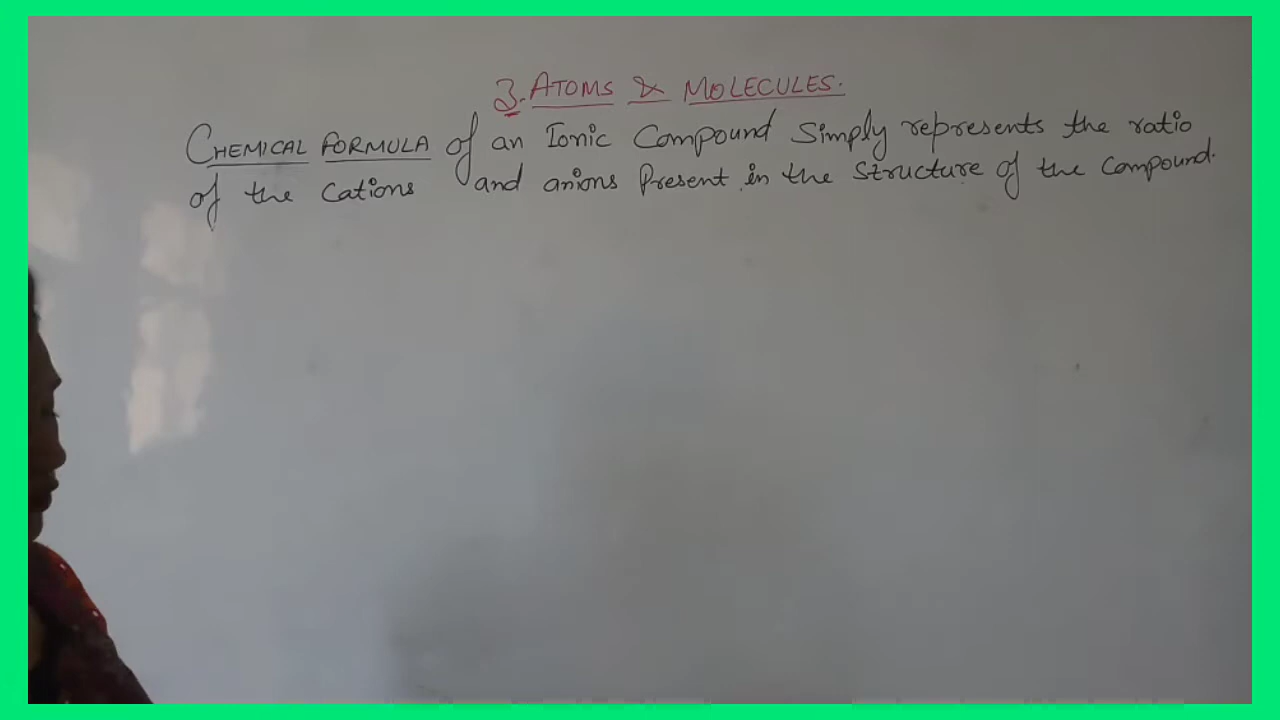 3. ATOMS & MOLECULES.
CHEMICAL FORMULA of an Ionic Compound Simply represents the ratio
of the cations and anions Present in the Structure of the Compound.